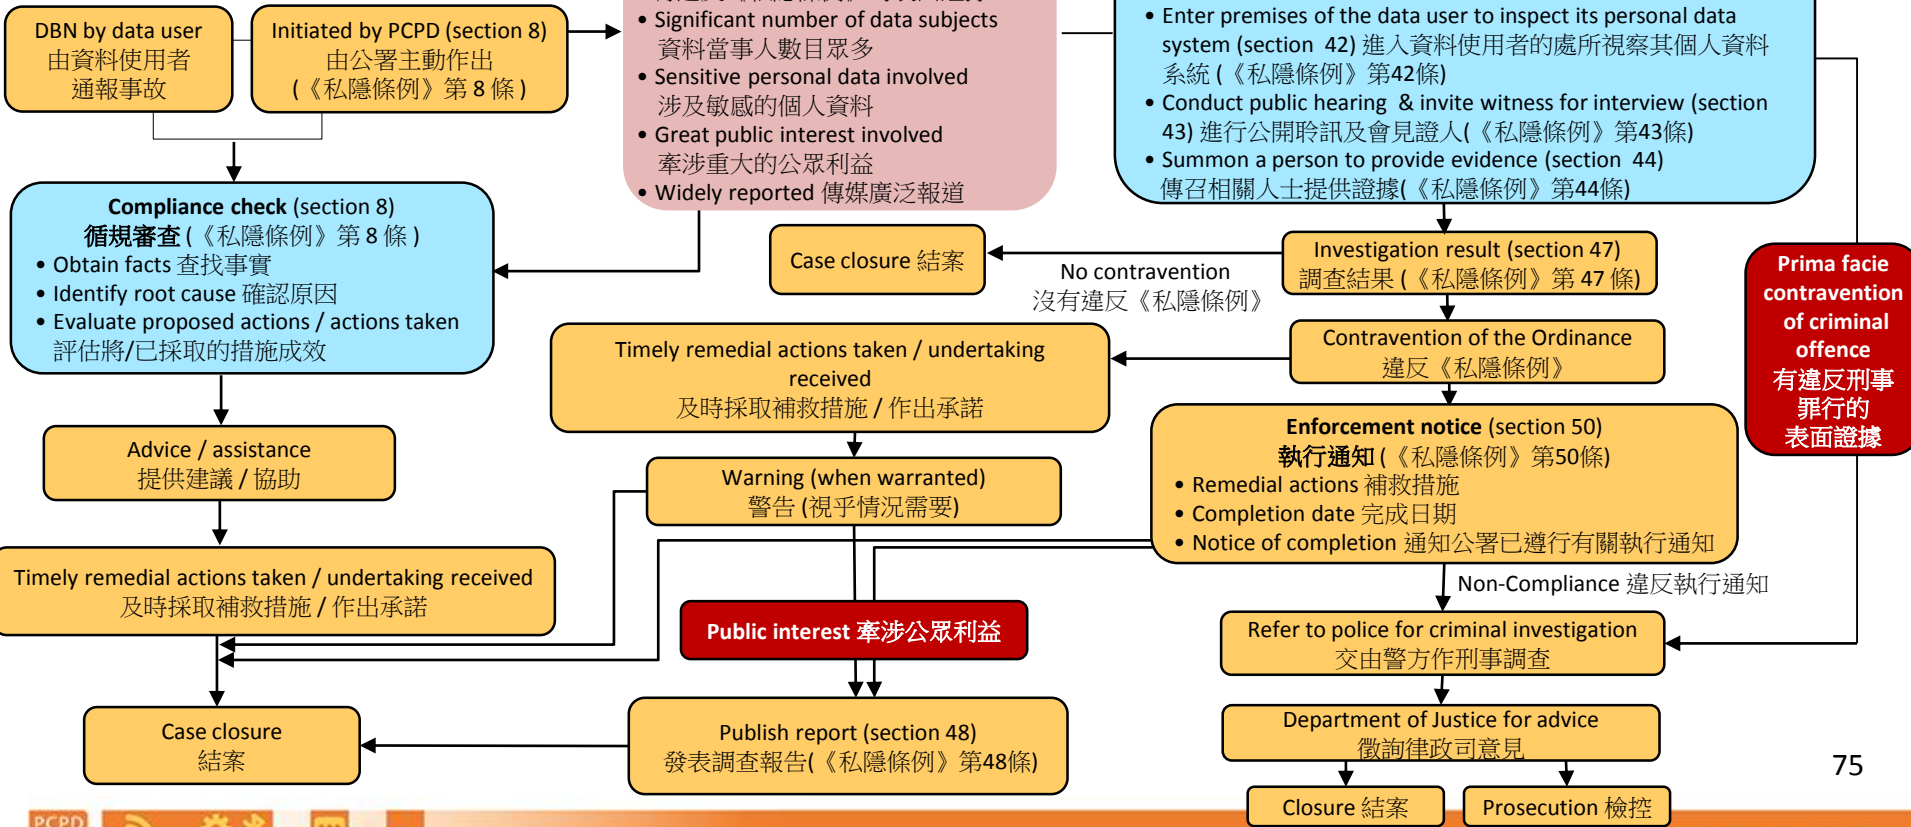 DBN by data user
由資料使用者
通報事故
Initiated by PCPD (section 8)
由公署主動作出
(《私隱條例》第 8 條 )
• Significant number of data subjects
資料當事人數目眾多
• Sensitive personal data involved
涉及敏感的個人資料
• Great public interest involved
牽涉重大的公眾利益
• Widely reported 傳媒廣泛報道
• Enter premises of the data user to inspect its personal data
system (section 42) 進入資料使用者的處所視察其個人資料
系統 (《私隱條例》第42條)
• Conduct public hearing & invite witness for interview (section
43) 進行公開聆訊及會見證人(《私隱條例》第43條)
• Summon a person to provide evidence (section 44)
傳召相關人士提供證據(《私隱條例》第44條)
Compliance check (section 8)
循規審查 (《私隱條例》第 8 條 )
• Obtain facts 查找事實
• Identify root cause 確認原因
• Evaluate proposed actions / actions taken
評估將/已採取的措施成效
Case closure 結案
No contravention
沒有違反《私隱條例》
Investigation result (section 47)
調查結果 (《私隱條例》第 47 條)
Prima facie
contravention
of criminal
offence
有違反刑事
罪行的
表面證據
Timely remedial actions taken / undertaking
received
及時採取補救措施 / 作出承諾
Contravention of the Ordinance
違反《私隱條例》
Advice / assistance
提供建議 / 協助
Warning (when warranted)
警告 (視乎情況需要)
Enforcement notice (section 50)
執行通知 (《私隱條例》第50條)
• Remedial actions 補救措施
• Completion date 完成日期
• Notice of completion 通知公署已遵行有關執行通知
Timely remedial actions taken / undertaking received
及時採取補救措施 / 作出承諾
Non-Compliance 違反執行通知
Public interest 牽涉公眾利益
Refer to police for criminal investigation
交由警方作刑事調查
Case closure
結案
Publish report (section 48)
發表調查報告(《私隱條例》第48條)
Department of Justice for advice
徵詢律政司意見
Closure 結案
Prosecution 檢控
75
PCPD